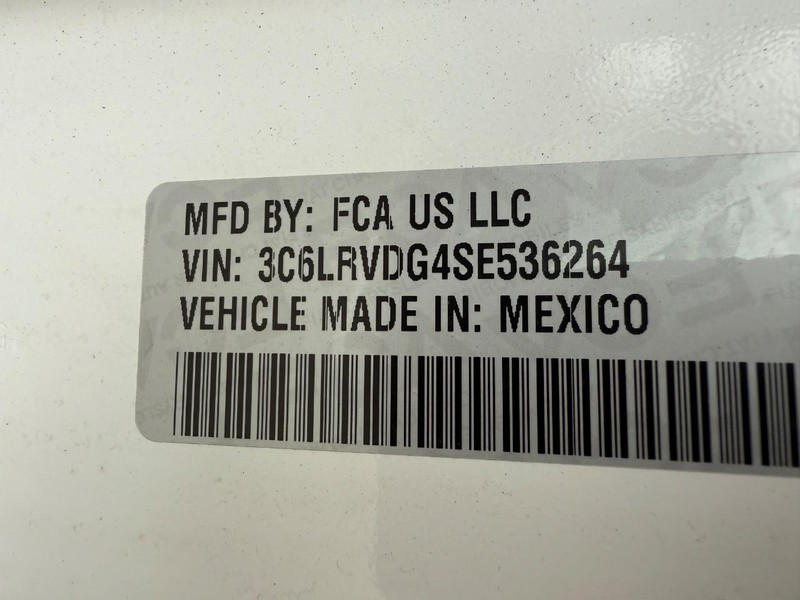 MFD BY: FCA US LLC
VIN: 3C6LRVDG4SE536264
VEHICLE MADE IN: MEXICO